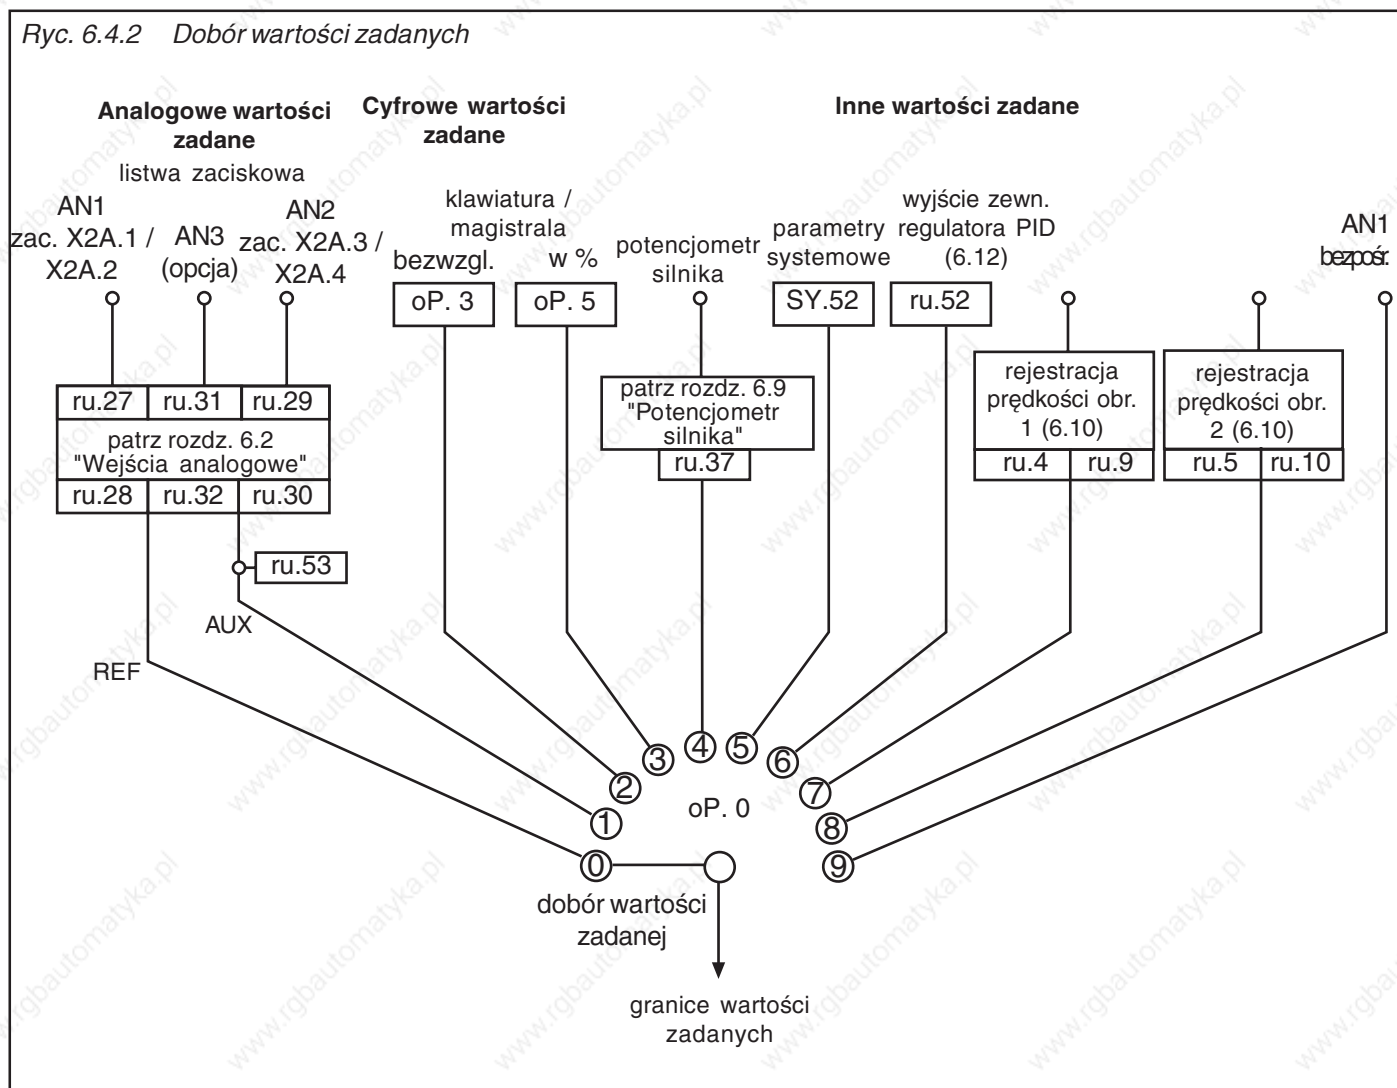 Ryc. 6.4.2 Dobór wartości zadanych
Analogowe wartości
zadane
listwa zaciskowa
AN1
zac. X2A.1 /
X2A.2
AN3
(opcja)
AN2
zac. X2A.3 /
X2A.4
Cyfrowe wartości
zadane
klawiatura /
magistrala
bezwzgl.
w %
oP. 3
oP. 5
Inne wartości zadane
potencjometr
silnika
parametry
systemowe
SY.52
wyjście zewn.
regulatora PID
(6.12)
ru.52
AN1
bezpośr.
ru.27
ru.31
ru.29
patrz rozdz. 6.2
"Wejścia analogowe"
ru.28
ru.32
ru.30
ru.53
AUX
REF
patrz rozdz. 6.9
"Potencjometr
silnika"
ru.37
rejestracja
prędkości obr.
1 (6.10)
ru.4
ru.9
rejestracja
prędkości obr.
2 (6.10)
ru.5
ru.10
0
1
2
3
4
5
6
7
8
9
oP. 0
dobór wartości
zadanej
granice wartości
zadanych
www.rgbautomatyka.pl